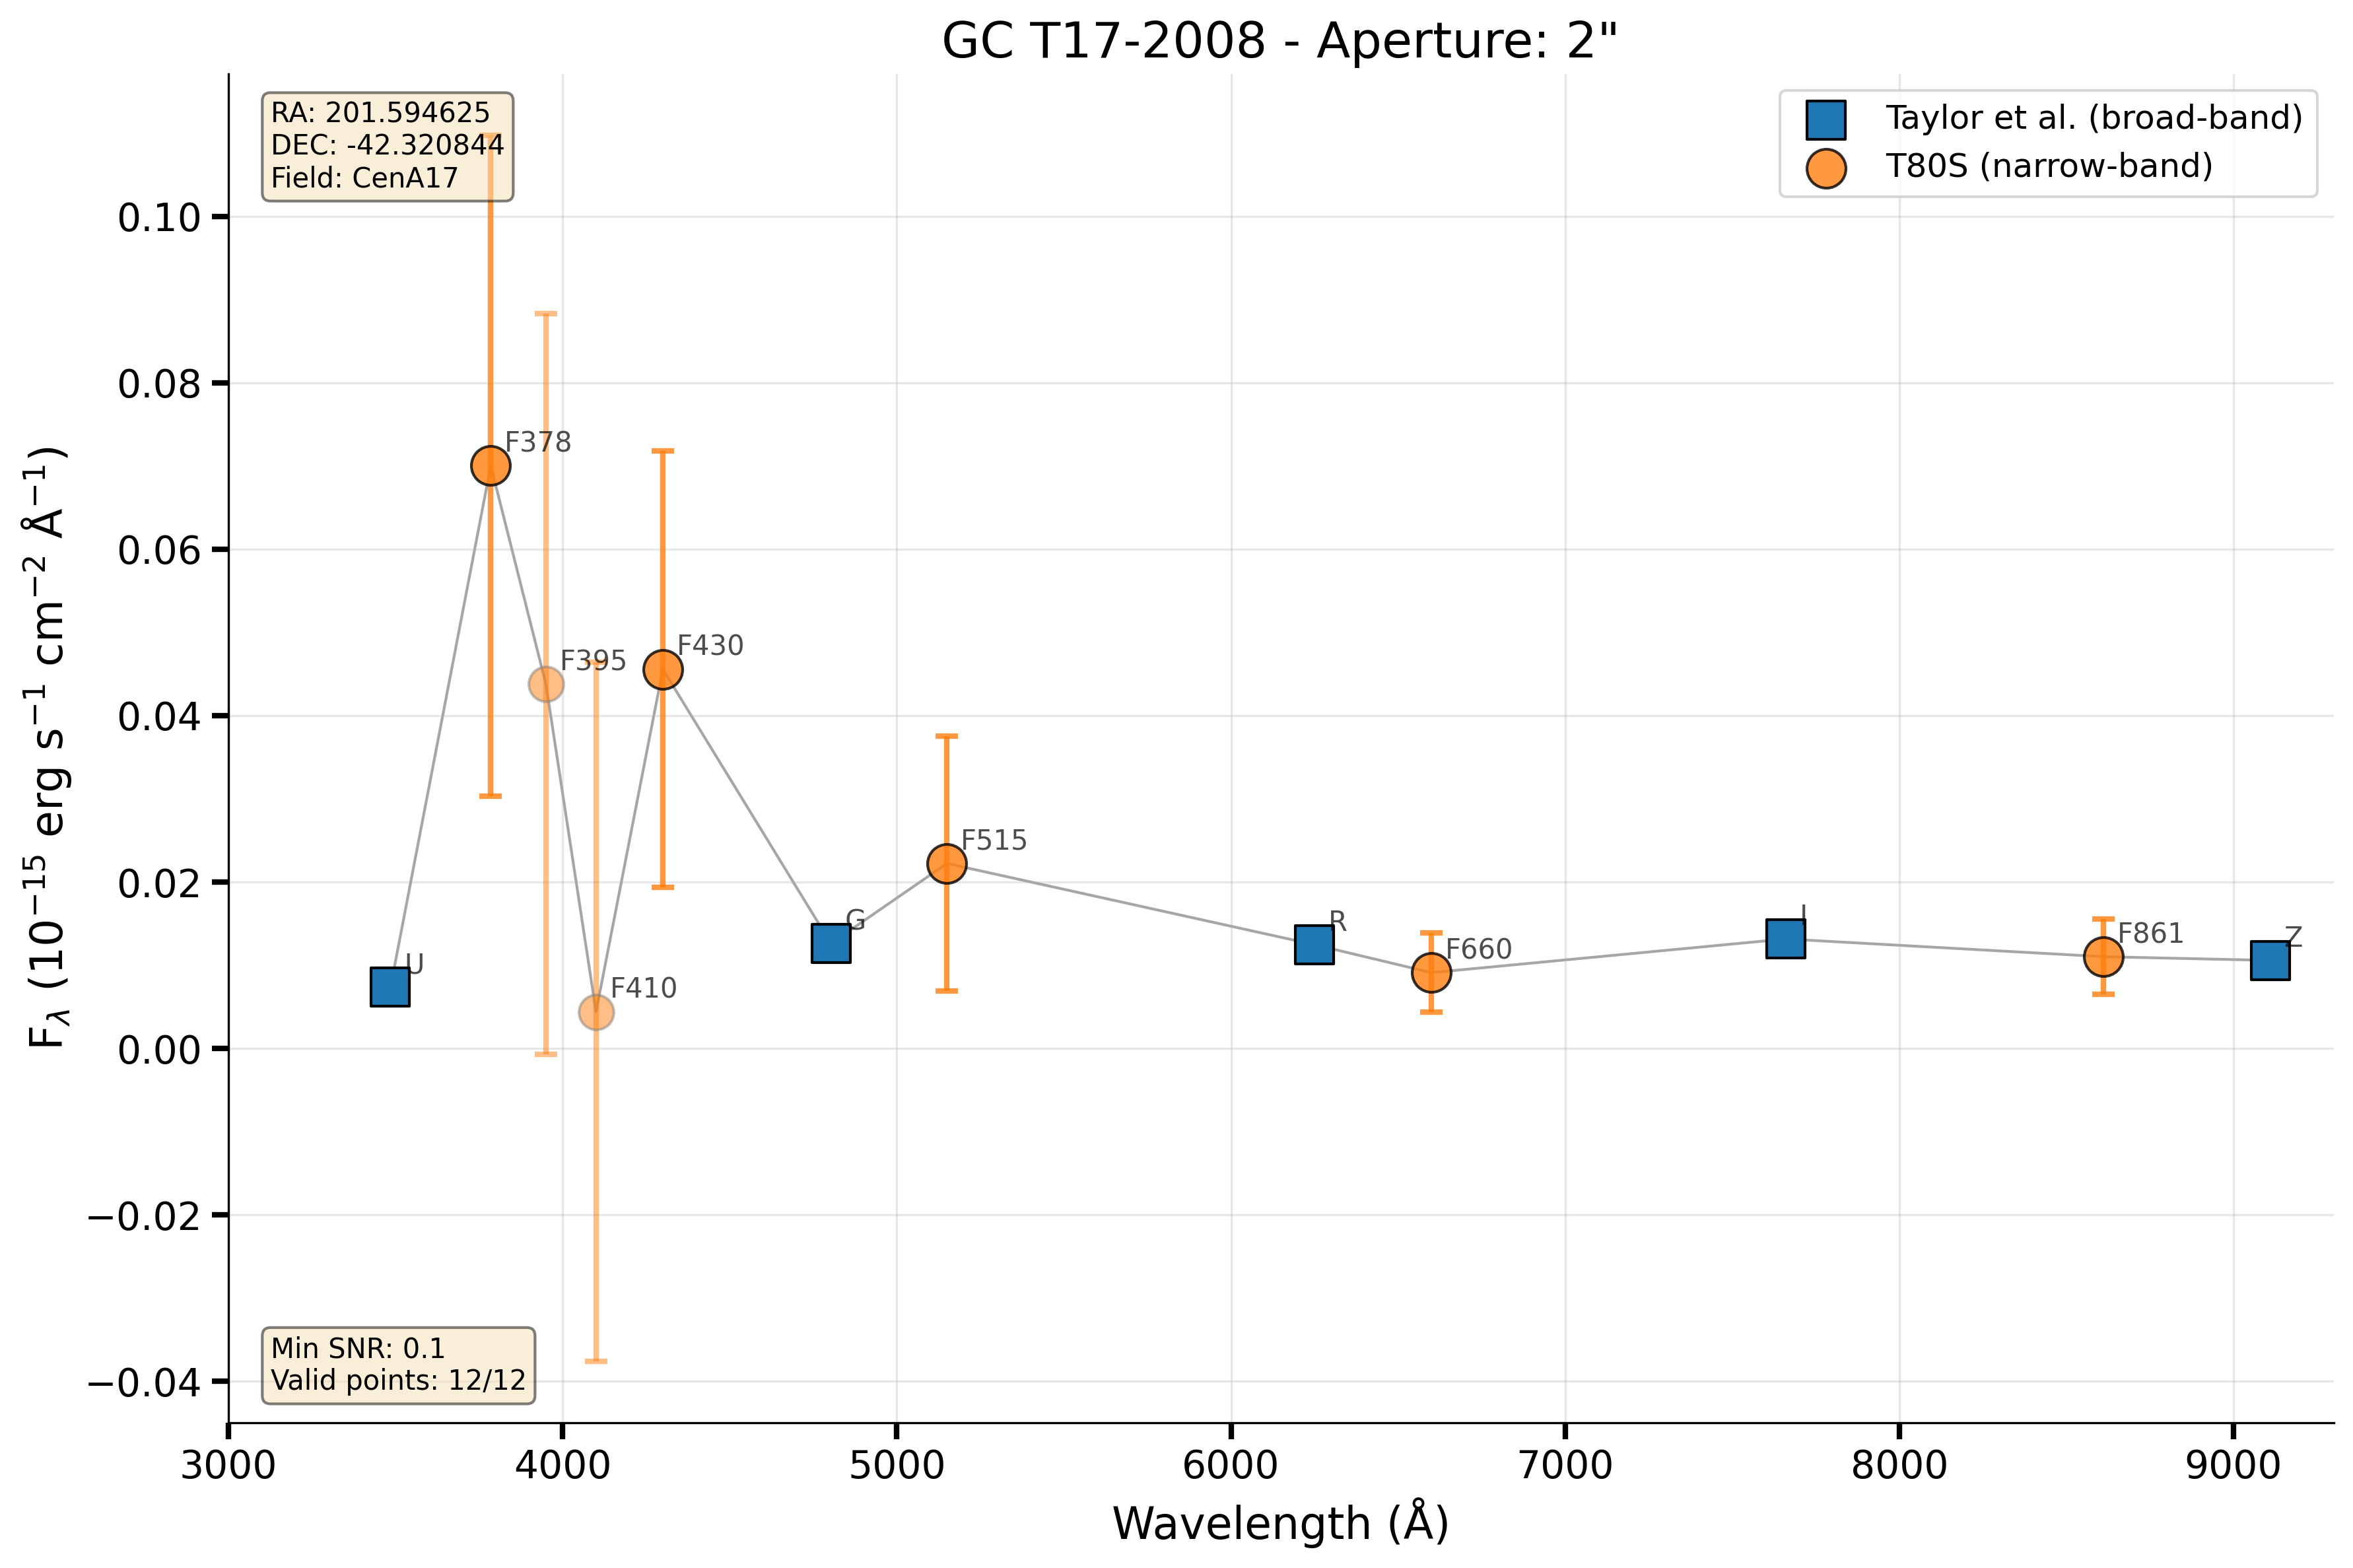 GC T17-2008 - Aperture: 2"
RA: 201.594625
DEC: -42.320844
Field: CenA17
Taylor et al. (broad-band)
T80S (narrow-band)
F378
F395
F430
F410
F515
U
G
R
F660
I
F861
Z
Min SNR: 0.1
Valid points: 12/12
0.10
0.08
0.06
0.04
0.02
0.00
−0.02
−0.04
F_λ (10⁻¹⁵ erg s⁻¹ cm⁻² Å⁻¹)
3000 4000 5000 6000 7000 8000 9000
Wavelength (Å)